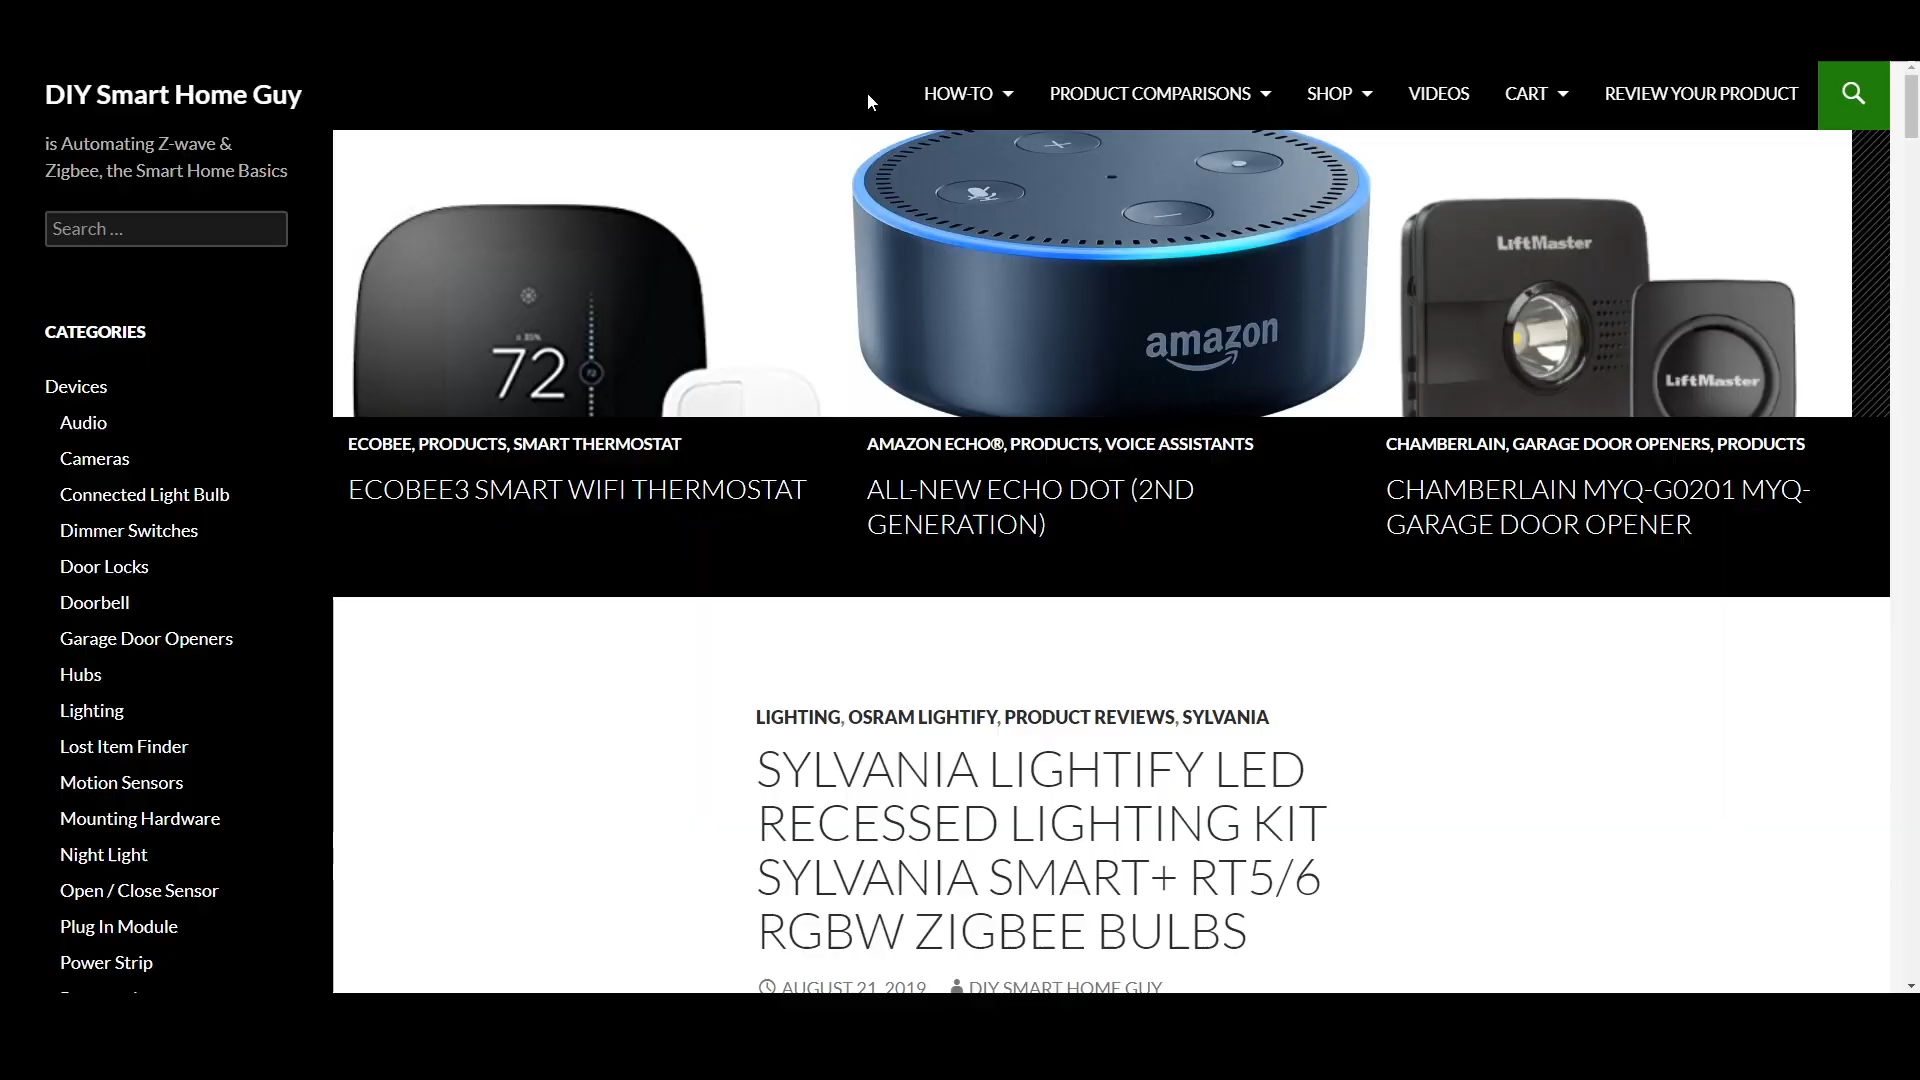 DIY Smart Home Guy
HOW-TO
PRODUCT COMPARISONS
SHOP
VIDEOS
CART
REVIEW YOUR PRODUCT
is Automating Z-wave &
Zigbee, the Smart Home Basics
Search ...
CATEGORIES
Devices
Audio
Cameras
Connected Light Bulb
Dimmer Switches
Door Locks
Doorbell
Garage Door Openers
Hubs
Lighting
Lost Item Finder
Motion Sensors
Mounting Hardware
Night Light
Open / Close Sensor
Plug In Module
Power Strip
72
amazon
LiftMaster
LiftMaster
ECOBEE, PRODUCTS, SMART THERMOSTAT
ECOBEE3 SMART WIFI THERMOSTAT
AMAZON ECHO®, PRODUCTS, VOICE ASSISTANTS
ALL-NEW ECHO DOT (2ND
GENERATION)
CHAMBERLAIN, GARAGE DOOR OPENERS, PRODUCTS
CHAMBERLAIN MYQ-G0201 MYQ-
GARAGE DOOR OPENER
LIGHTING, OSRAM LIGHTIFY, PRODUCT REVIEWS, SYLVANIA
SYLVANIA LIGHTIFY LED
RECESSED LIGHTING KIT
SYLVANIA SMART+ RT5/6
RGBW ZIGBEE BULBS
AUGUST 21, 2019 DIY SMART HOME GUY